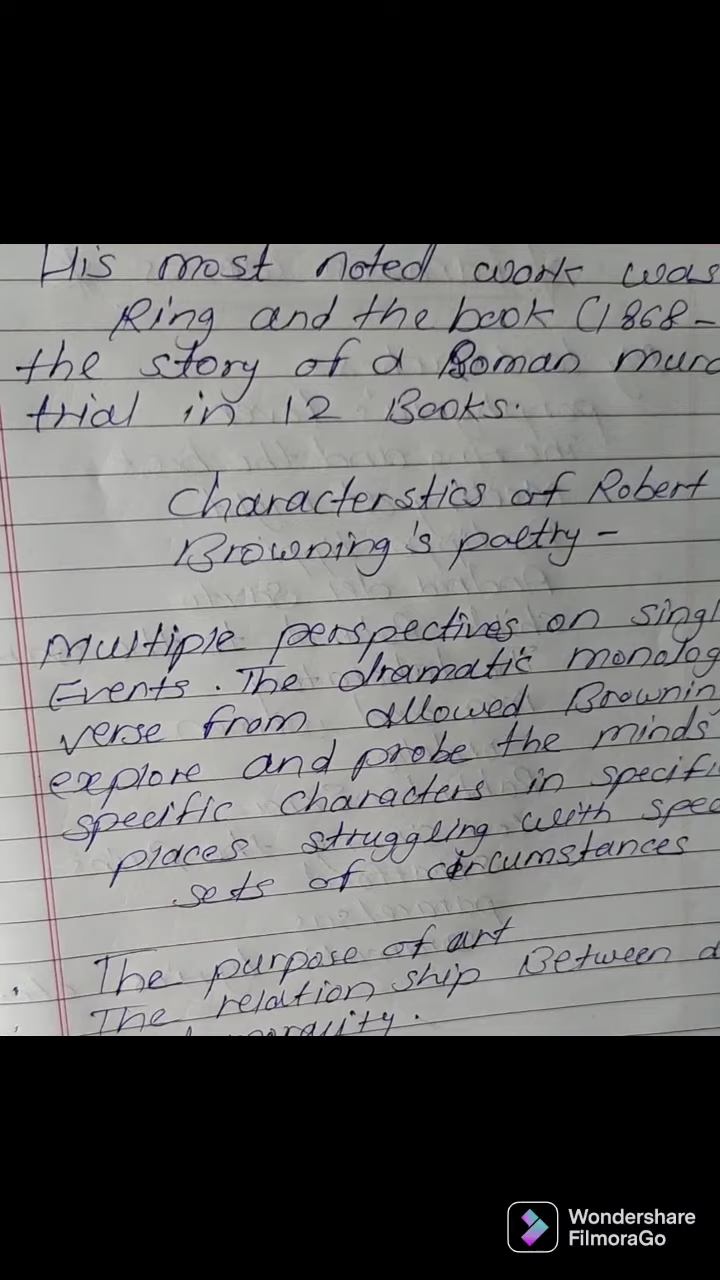 His most noted work was
Ring and the book (1868-
the story of a Roman murd
trial in 12 Books.
Characterstics of Robert
Browning's paetry -
Multiple perspectives on singl
Events. The dramatic monolog
verse from allowed Brownin
explore and probe the minds
specific characters in specifi
places struggling with spec
sets of circumstances
The purpose of art
The relation ship Between a
Wondershare
FilmoraGo